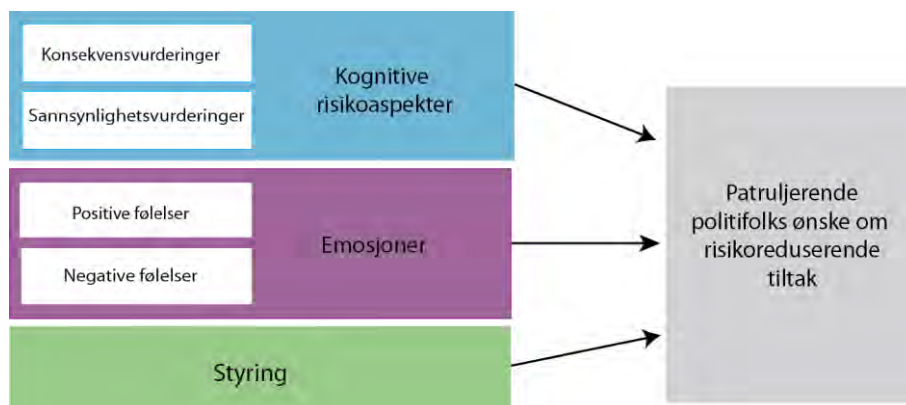 Konsekvensvurderinger
Sannsynlighetsvurderinger
Kognitive
risikoaspekter
Positive følelser
Negative følelser
Emosjoner
Styring
Patruljerende
politifolks ønske om
risikoreduserende
tiltak